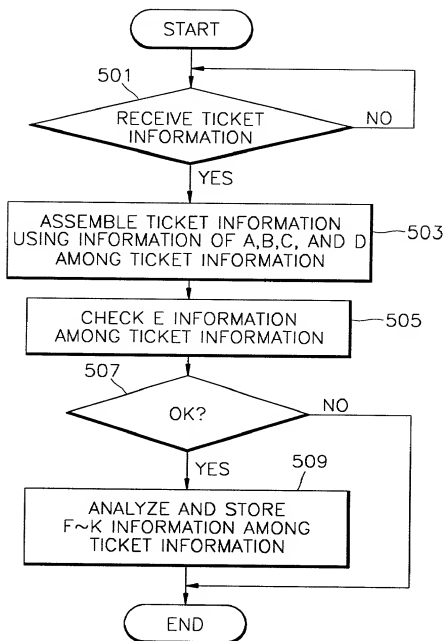 START
501
RECEIVE TICKET
INFORMATION
NO
YES
ASSEMBLE TICKET INFORMATION
USING INFORMATION OF A,B,C, AND D
AMONG TICKET INFORMATION
503
CHECK E INFORMATION
AMONG TICKET INFORMATION
505
507
OK?
NO
YES
509
ANALYZE AND STORE
F~K INFORMATION AMONG
TICKET INFORMATION
END